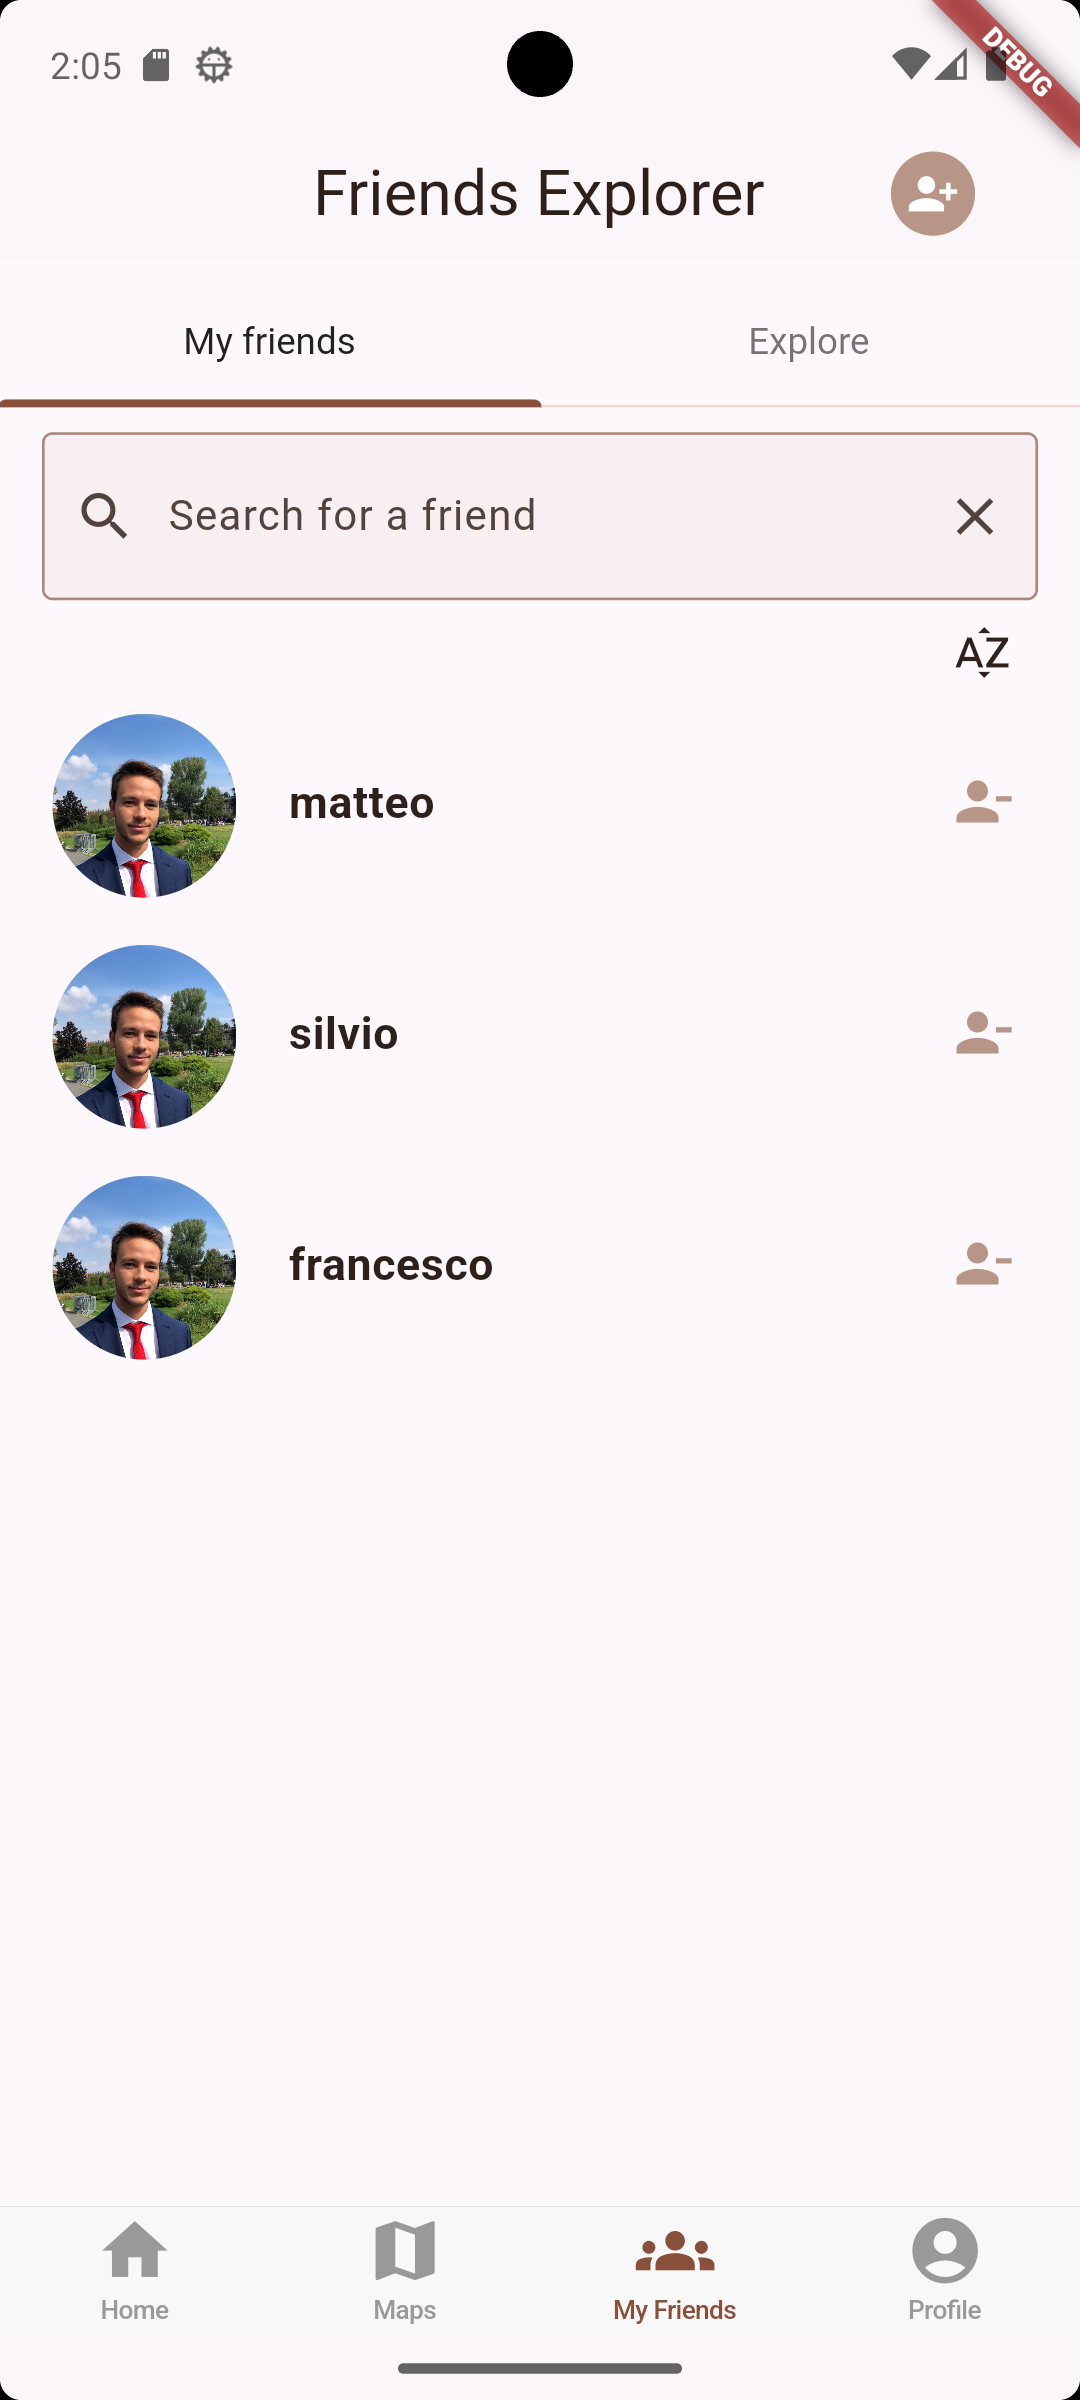 2:05
DEBUG
Friends Explorer
My friends
Explore
Search for a friend
AZ
matteo
silvio
francesco
Home
Maps
My Friends
Profile